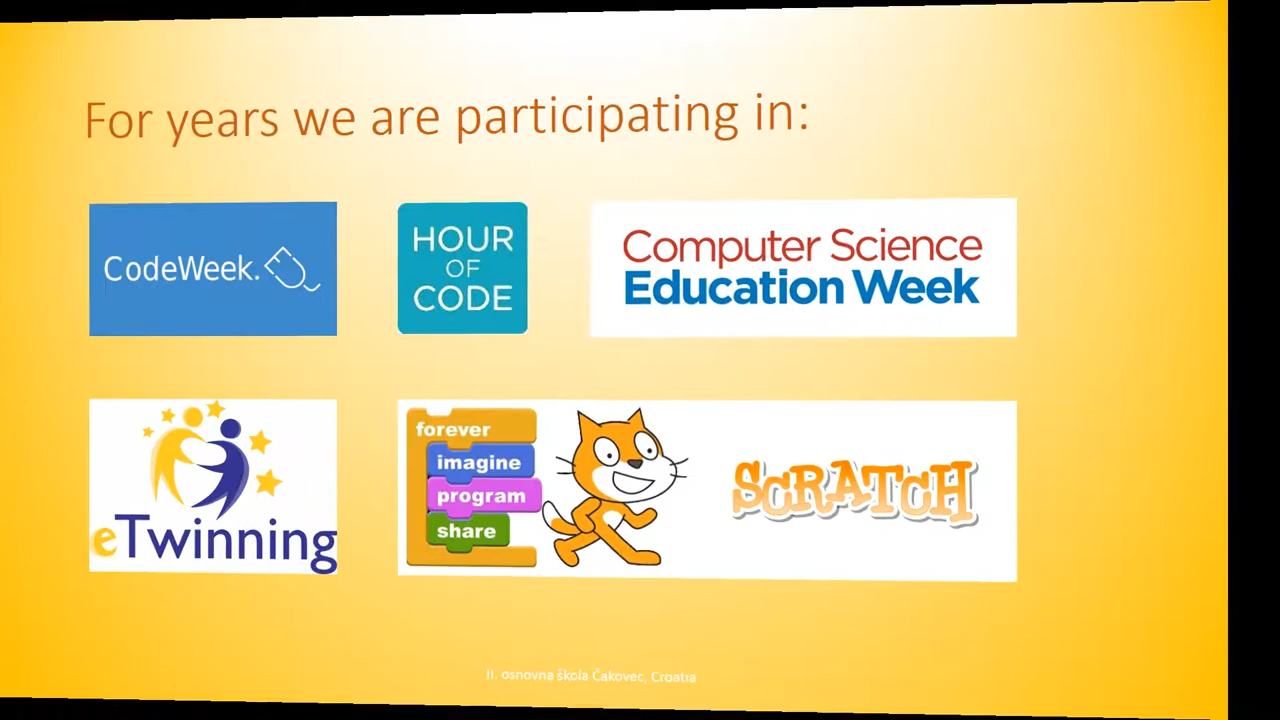 For years we are participating in:
CodeWeek.
HOUR
OF
CODE
Computer Science
Education Week
eTwinning
forever
imagine
program
share
SCRATCH
II. osnovna škola Čakovec, Croatia